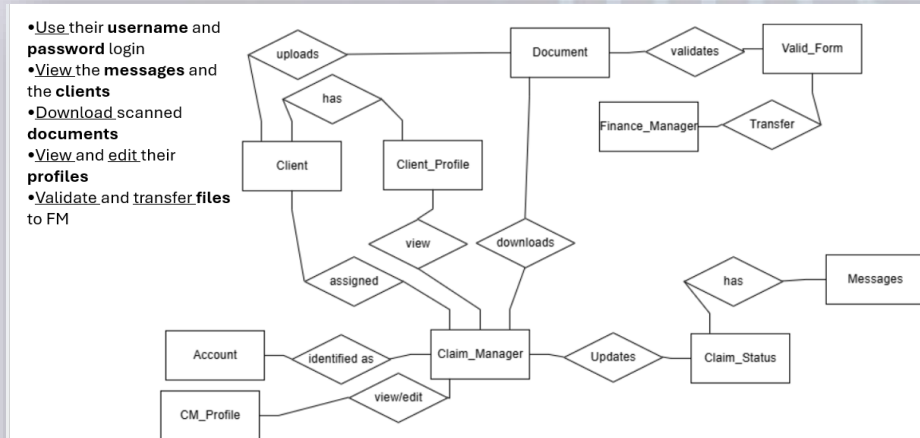 •Use their username and
password login
•View the messages and
the clients
•Download scanned
documents
•View and edit their
profiles
•Validate and transfer files
to FM
uploads
Document
validates
Valid_Form
has
Finance_Manager
Transfer
Client
Client_Profile
view
downloads
assigned
has
Messages
Account
identified as
Claim_Manager
Updates
Claim_Status
CM_Profile
view/edit